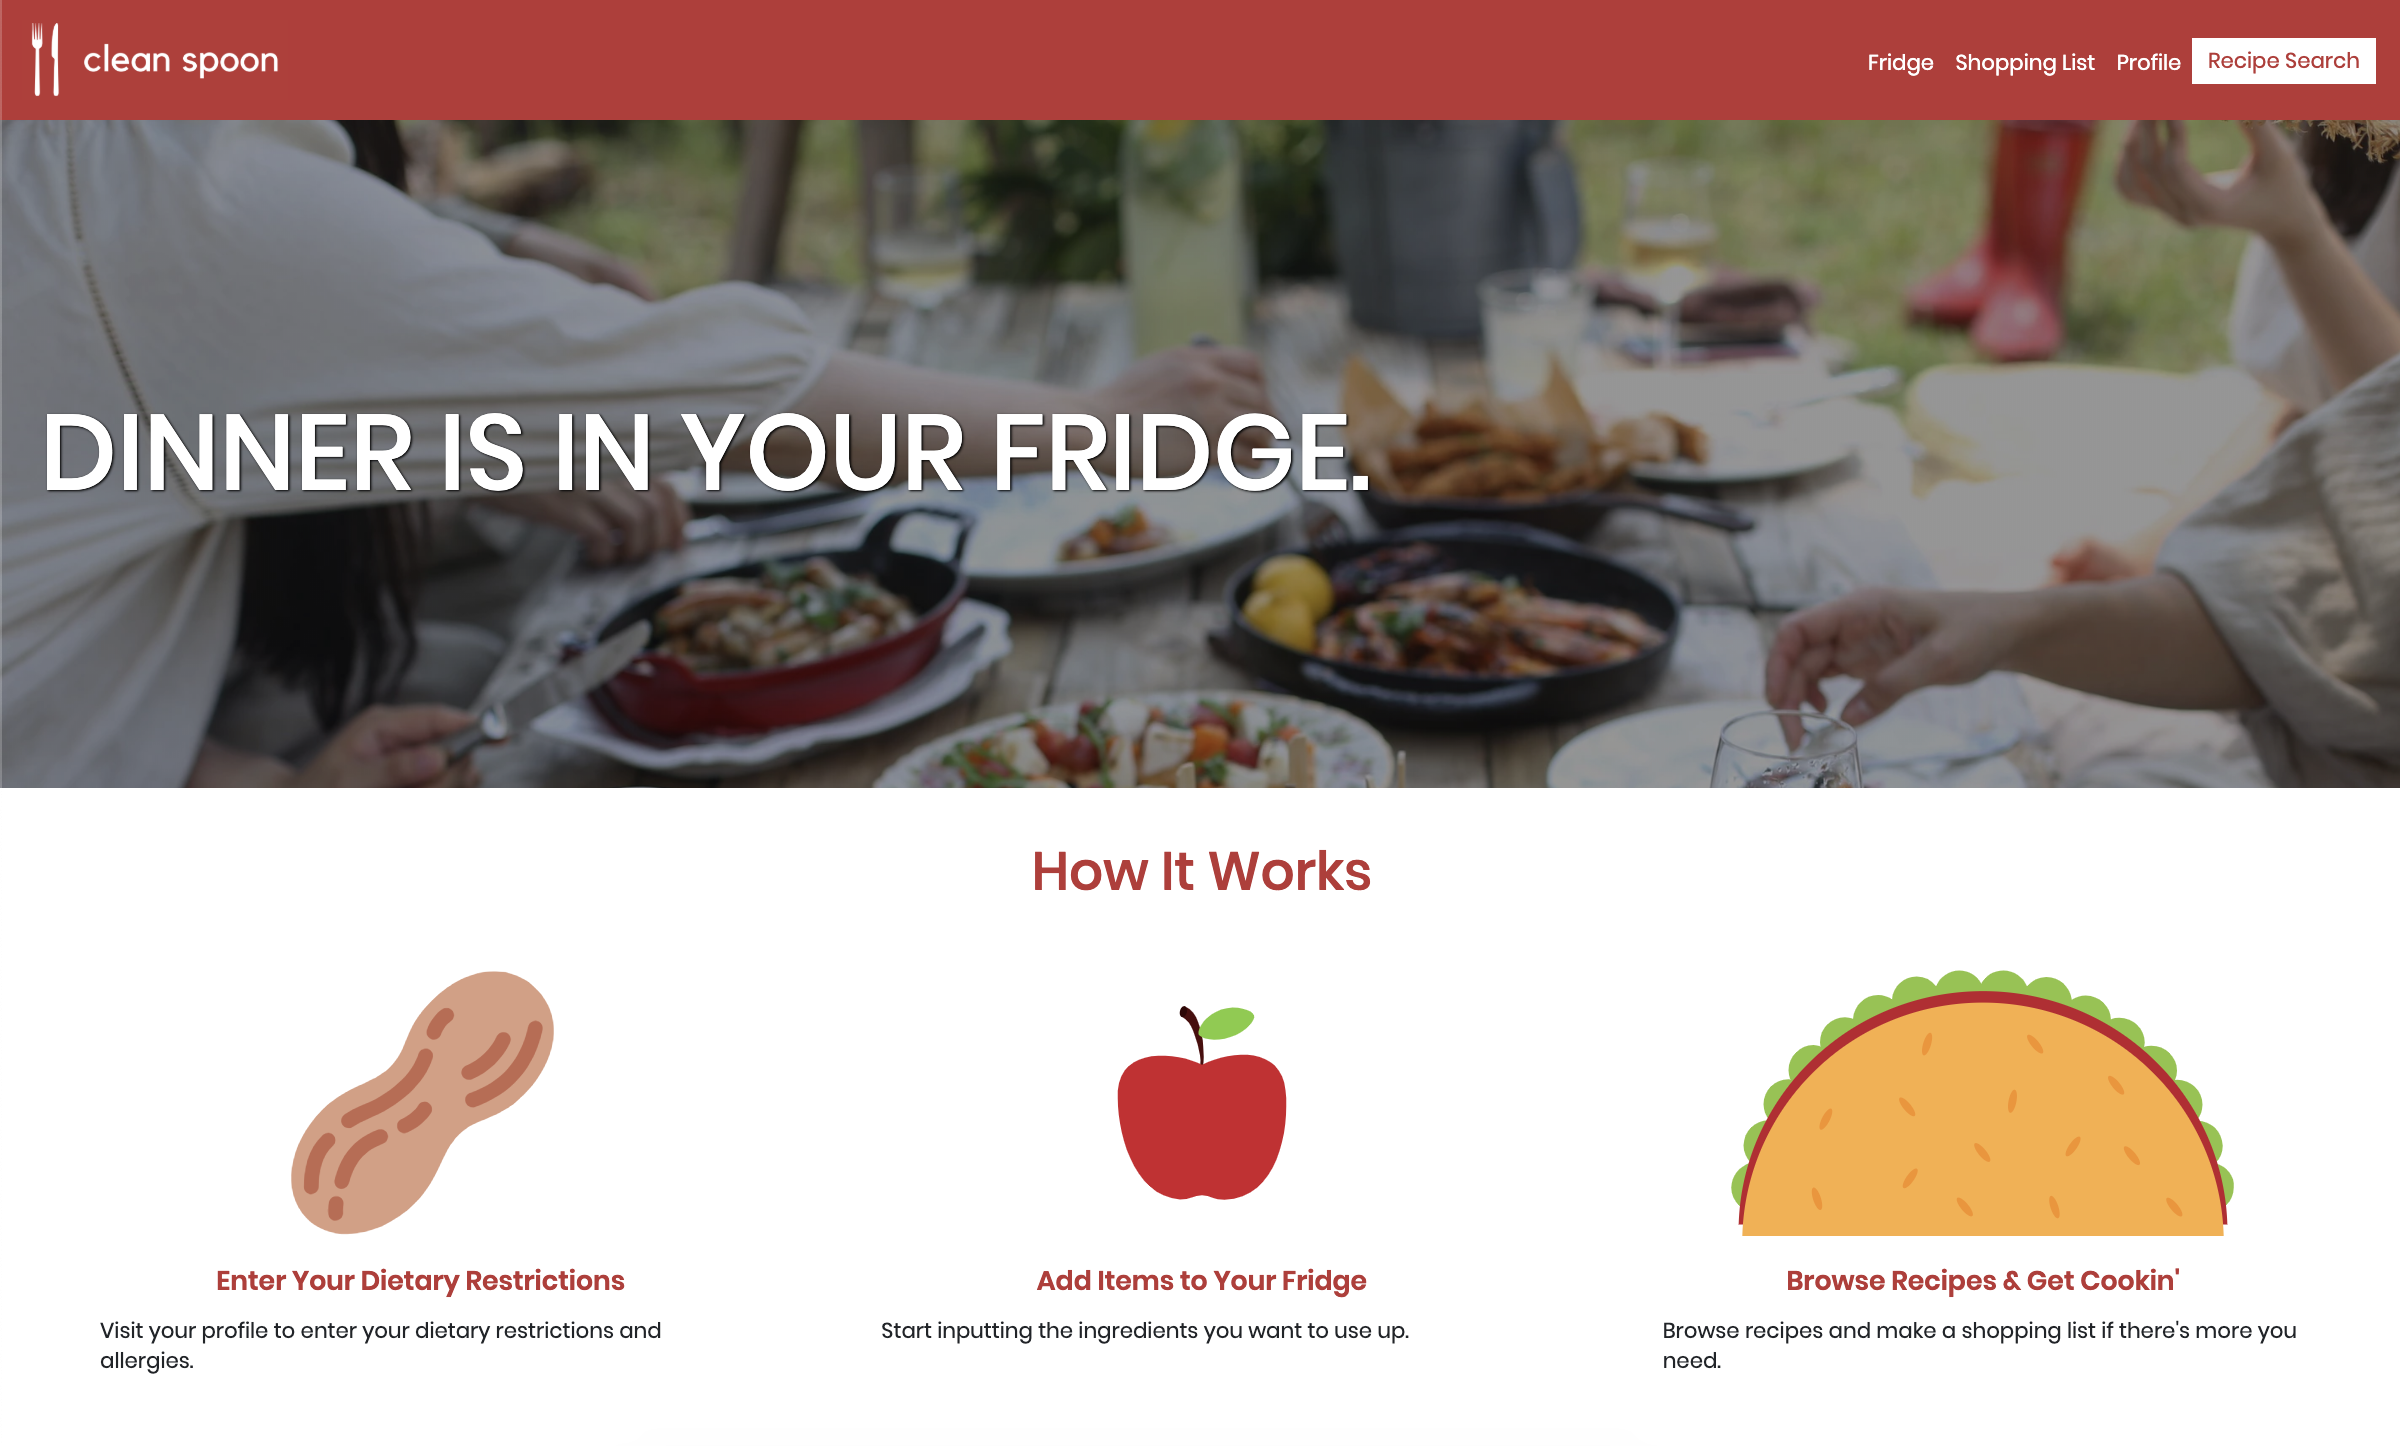 clean spoon
Fridge Shopping List Profile Recipe Search
DINNER IS IN YOUR FRIDGE.
How It Works
Enter Your Dietary Restrictions
Visit your profile to enter your dietary restrictions and
allergies.
Add Items to Your Fridge
Start inputting the ingredients you want to use up.
Browse Recipes & Get Cookin'
Browse recipes and make a shopping list if there's more you
need.